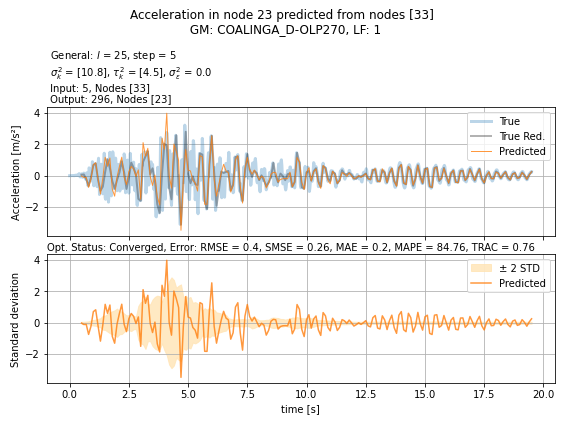 Acceleration in node 23 predicted from nodes [33]
GM: COALINGA_D-OLP270, LF: 1
General: l = 25, step = 5
σ²ₖ = [10.8], τ²ₖ = [4.5], σ²ε = 0.0
Input: 5, Nodes [33]
Output: 296, Nodes [23]
Acceleration [m/s²]
4
2
0
−2
True
True Red.
Predicted
Opt. Status: Converged, Error: RMSE = 0.4, SMSE = 0.26, MAE = 0.2, MAPE = 84.76, TRAC = 0.76
Standard deviation
4
2
0
−2
± 2 STD
Predicted
0.0 2.5 5.0 7.5 10.0 12.5 15.0 17.5 20.0
time [s]